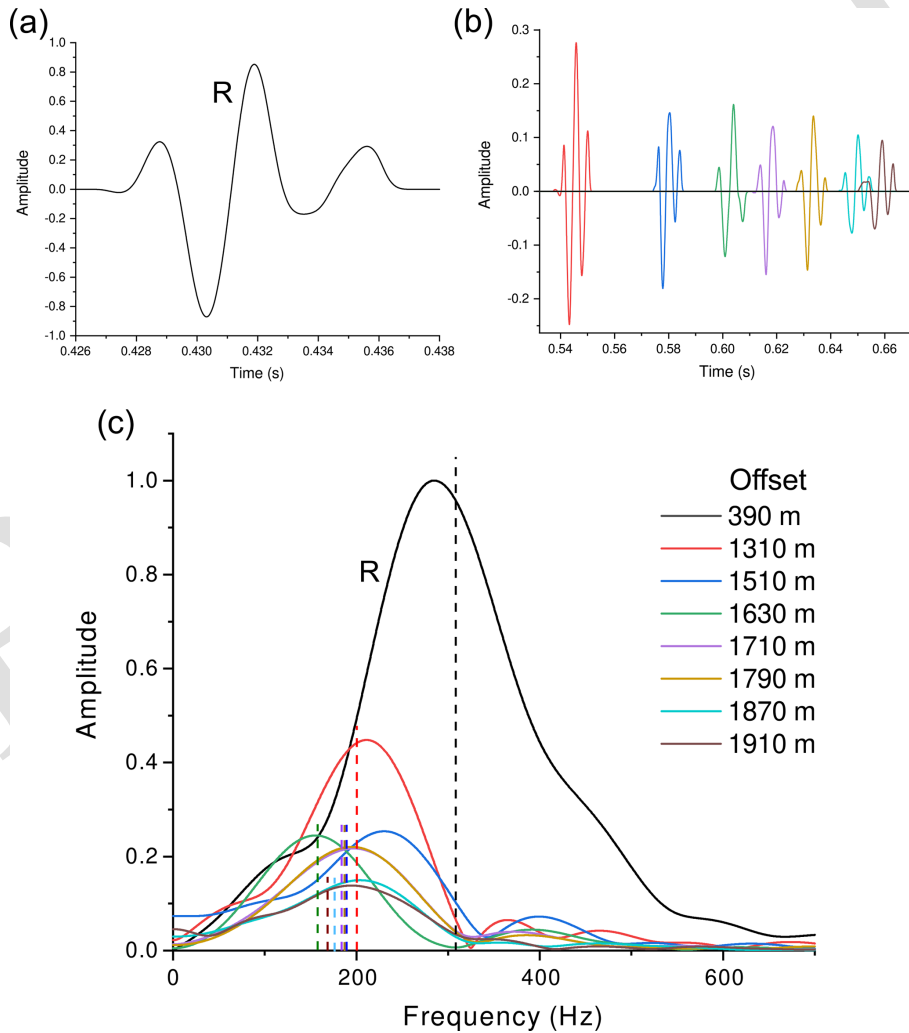 (a)
1.0
0.8
0.6
0.4
0.2
0.0
-0.2
-0.4
-0.6
-0.8
-1.0
Amplitude
R
0.426 0.428 0.430 0.432 0.434 0.436 0.438
Time (s)
(b)
0.3
0.2
0.1
0.0
-0.1
-0.2
Amplitude
0.54 0.56 0.58 0.60 0.62 0.64 0.66
Time (s)
(c)
1.0
0.8
0.6
0.4
0.2
0.0
Amplitude
R
Offset
390 m
1310 m
1510 m
1630 m
1710 m
1790 m
1870 m
1910 m
0 200 400 600
Frequency (Hz)